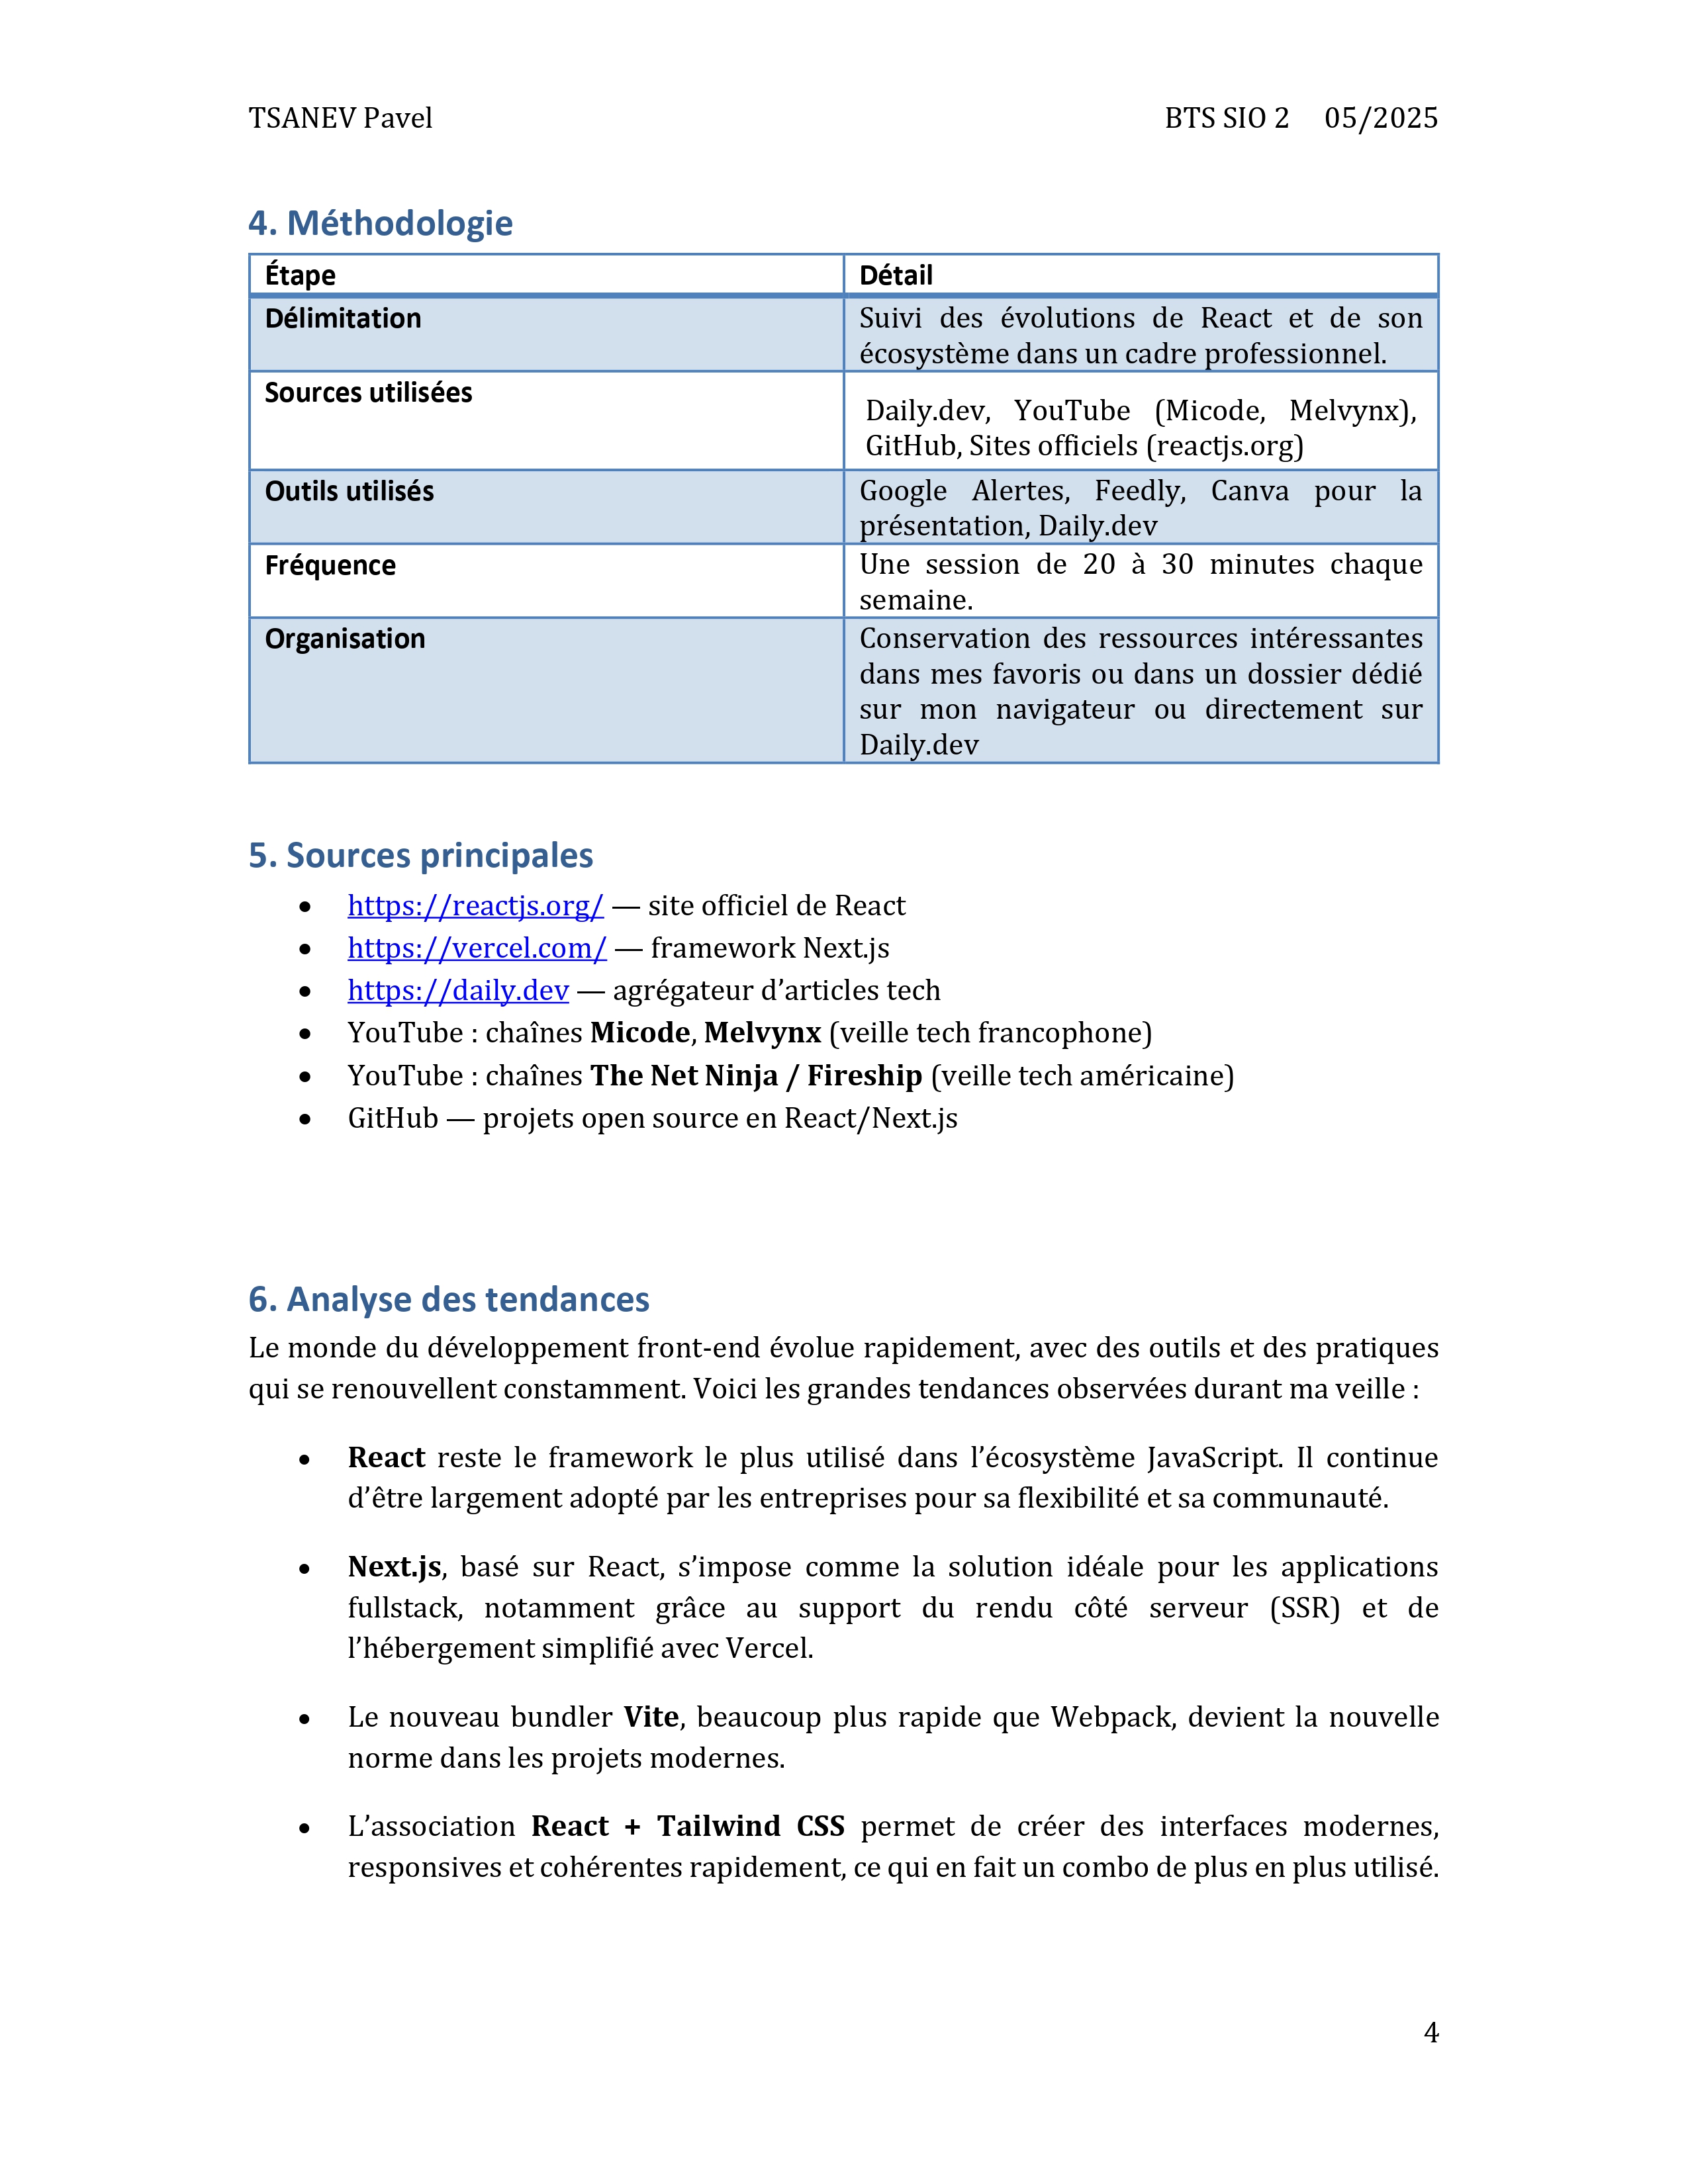 TSANEV Pavel BTS SIO 2 05/2025
4. Méthodologie
Étape Détail
Délimitation Suivi des évolutions de React et de son
écosystème dans un cadre professionnel.
Sources utilisées
Daily.dev, YouTube (Micode, Melvynx),
GitHub, Sites officiels (reactjs.org)
Outils utilisés Google Alertes, Feedly, Canva pour la
présentation, Daily.dev
Fréquence Une session de 20 à 30 minutes chaque
semaine.
Organisation Conservation des ressources intéressantes
dans mes favoris ou dans un dossier dédié
sur mon navigateur ou directement sur
Daily.dev
5. Sources principales
• https://reactjs.org/ — site officiel de React
• https://vercel.com/ — framework Next.js
• https://daily.dev — agrégateur d’articles tech
• YouTube : chaînes Micode, Melvynx (veille tech francophone)
• YouTube : chaînes The Net Ninja / Fireship (veille tech américaine)
• GitHub — projets open source en React/Next.js
6. Analyse des tendances
Le monde du développement front-end évolue rapidement, avec des outils et des pratiques
qui se renouvellent constamment. Voici les grandes tendances observées durant ma veille :
• React reste le framework le plus utilisé dans l’écosystème JavaScript. Il continue
d’être largement adopté par les entreprises pour sa flexibilité et sa communauté.
• Next.js, basé sur React, s’impose comme la solution idéale pour les applications
fullstack, notamment grâce au support du rendu côté serveur (SSR) et de
l’hébergement simplifié avec Vercel.
• Le nouveau bundler Vite, beaucoup plus rapide que Webpack, devient la nouvelle
norme dans les projets modernes.
• L’association React + Tailwind CSS permet de créer des interfaces modernes,
responsives et cohérentes rapidement, ce qui en fait un combo de plus en plus utilisé.
4